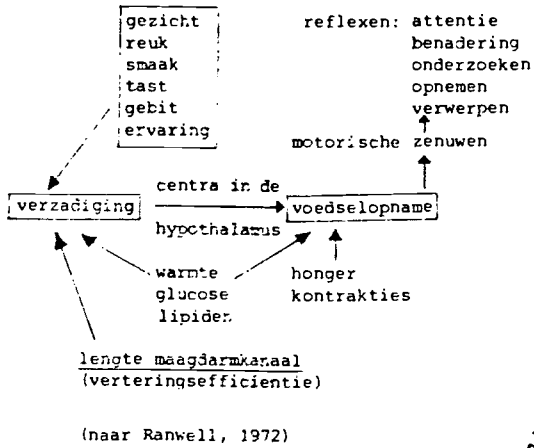 gezicht
reuk
smaak
tast
gebit
ervaring
reflexen: attentie
benadering
onderzoeken
opnemen
verwerpen
motorische zenuwen
centra in de
hypothalamus
verzadiging
voedselopname
warmte
glucose
lipiden
honger
kontrakties
lengte maagdarmkanaal
(verteringsefficientie)
(naar Ranwell, 1972)